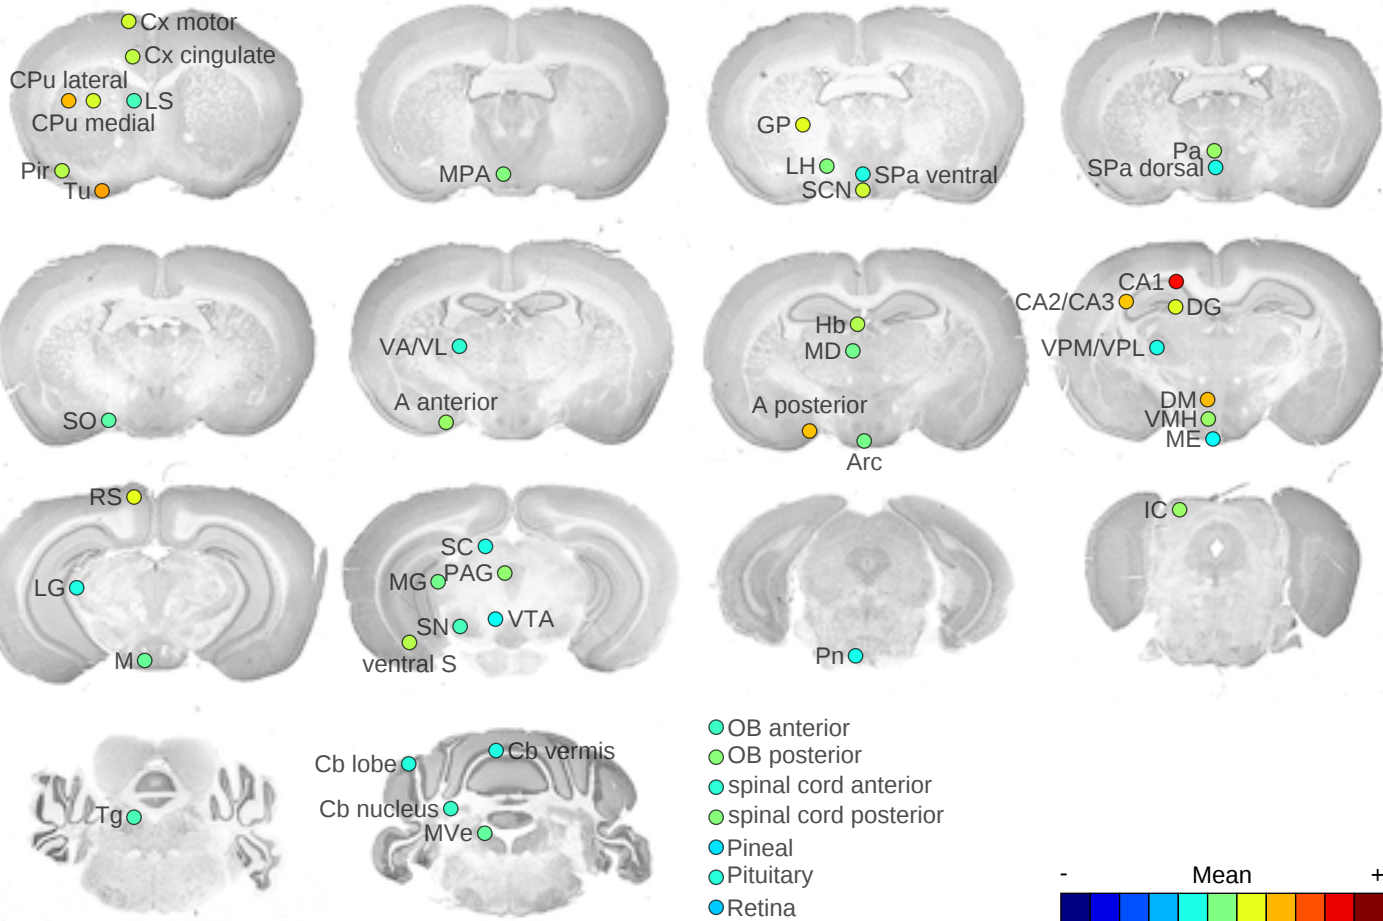 Cx motor
Cx cingulate
CPu lateral
LS
CPu medial
Pir
Tu
MPA
GP
LH
SPa ventral
SCN
Pa
SPa dorsal
SO
VA/VL
A anterior
Hb
MD
A posterior
Arc
CA1
CA2/CA3
DG
VPM/VPL
DM
VMH
ME
RS
LG
M
SC
PAG
MG
SN
VTA
ventral S
Pn
IC
Tg
Cb lobe
Cb vermis
Cb nucleus
MVe
OB anterior
OB posterior
spinal cord anterior
spinal cord posterior
Pineal
Pituitary
Retina
- Mean +